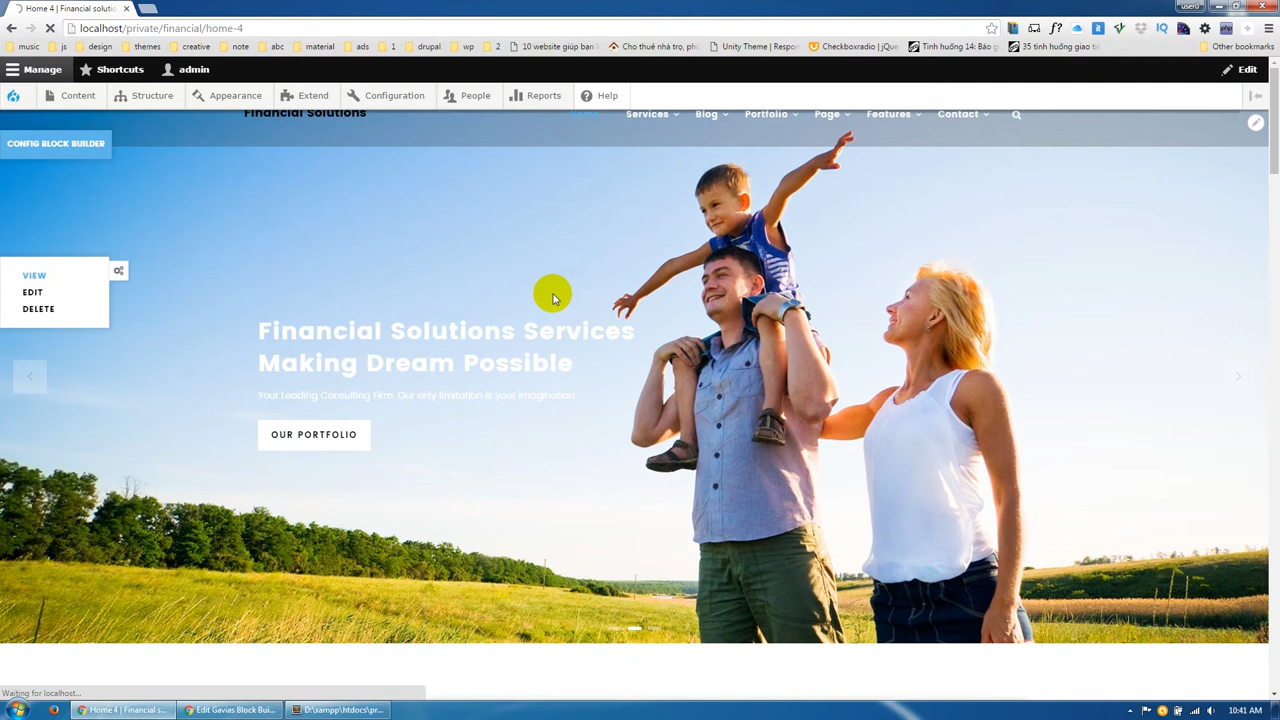 Home 4 | Financial soluti
user0
localhost/private/financial/home-4
music js design themes creative note abc material ads 1 drupal wp 2 10 website giúp bạn Cho thuê nhà trọ, ph Unity Theme | Respon Checkboxradio | jQue Tình huống 14: Báo g 35 tình huống giao ti Other bookmarks
Manage Shortcuts admin Edit
Content Structure Appearance Extend Configuration People Reports Help
Financial Solutions Home Services Blog Portfolio Page Features Contact
CONFIG BLOCK BUILDER
VIEW
EDIT
DELETE
Financial Solutions Services
Making Dream Possible
Your Leading Consulting Firm. Our only limitation is your imagination.
OUR PORTFOLIO
Waiting for localhost...
Home 4 | Financial s... Edit Gavias Block Bui... D:\xampp\htdocs\pr... 10:41 AM